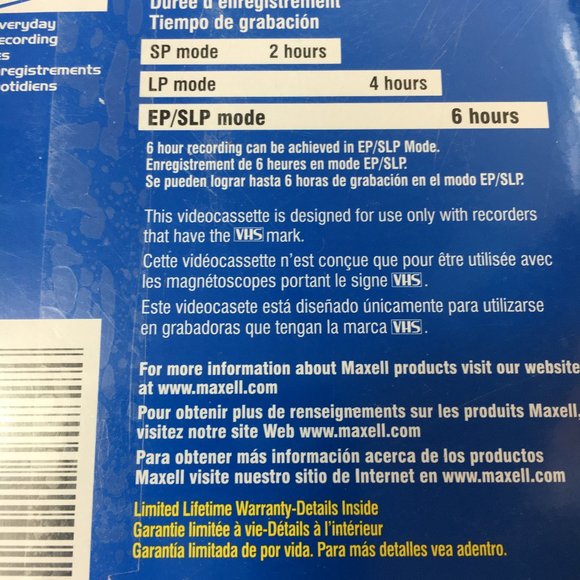 Durée d'enregistrement
Tiempo de grabación
everyday
recording
enregistrements
quotidiens
SP mode 2 hours
LP mode 4 hours
EP/SLP mode 6 hours
6 hour recording can be achieved in EP/SLP Mode.
Enregistrement de 6 heures en mode EP/SLP.
Se pueden lograr hasta 6 horas de grabación en el modo EP/SLP.
This videocassette is designed for use only with recorders
that have the VHS mark.
Cette vidéocassette n'est conçue que pour être utilisée avec
les magnétoscopes portant le signe VHS.
Este videocasete está diseñado únicamente para utilizarse
en grabadoras que tengan la marca VHS.
For more information about Maxell products visit our website
at www.maxell.com
Pour obtenir plus de renseignements sur les produits Maxell,
visitez notre site Web www.maxell.com
Para obtener más información acerca de los productos
Maxell visite nuestro sitio de Internet en www.maxell.com
Limited Lifetime Warranty-Details Inside
Garantie limitée à vie-Détails à l'intérieur
Garantía limitada de por vida. Para más detalles vea adentro.